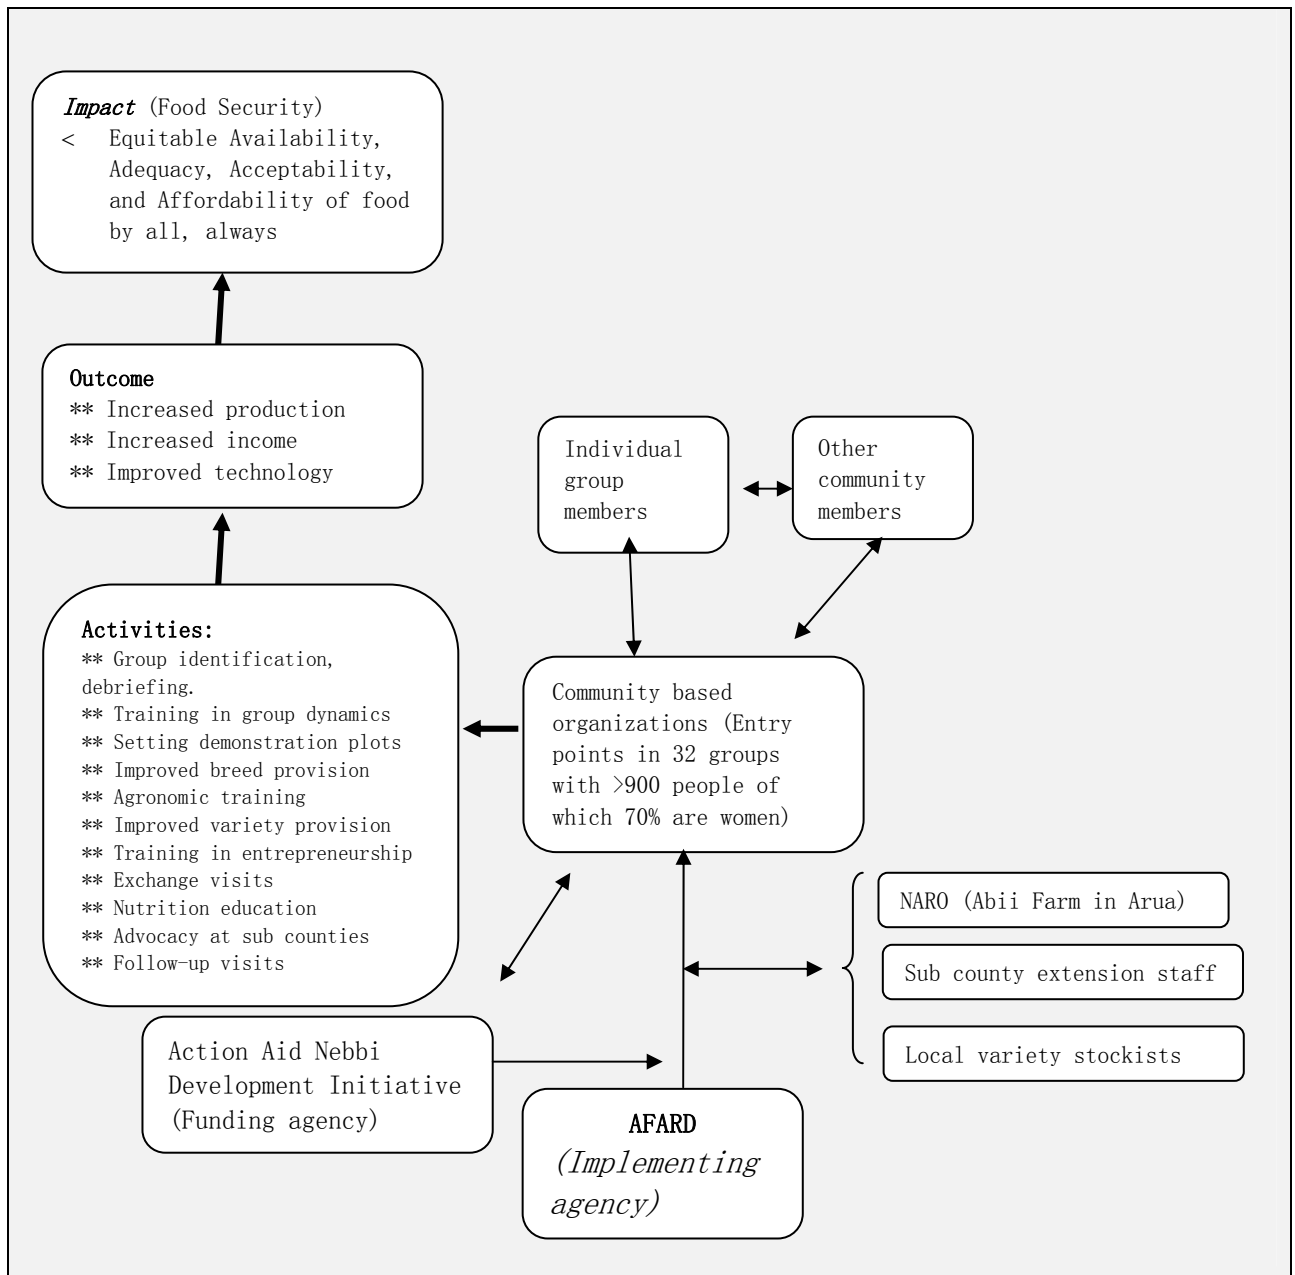 Impact (Food Security)
< Equitable Availability,
Adequacy, Acceptability,
and Affordability of food
by all, always
Outcome
** Increased production
** Increased income
** Improved technology
Individual
group
members
Other
community
members
Activities:
** Group identification,
debriefing.
** Training in group dynamics
** Setting demonstration plots
** Improved breed provision
** Agronomic training
** Improved variety provision
** Training in entrepreneurship
** Exchange visits
** Nutrition education
** Advocacy at sub counties
** Follow-up visits
Community based
organizations (Entry
points in 32 groups
with >900 people of
which 70% are women)
NARO (Abii Farm in Arua)
Sub county extension staff
Local variety stockists
Action Aid Nebbi
Development Initiative
(Funding agency)
AFARD
(Implementing
agency)